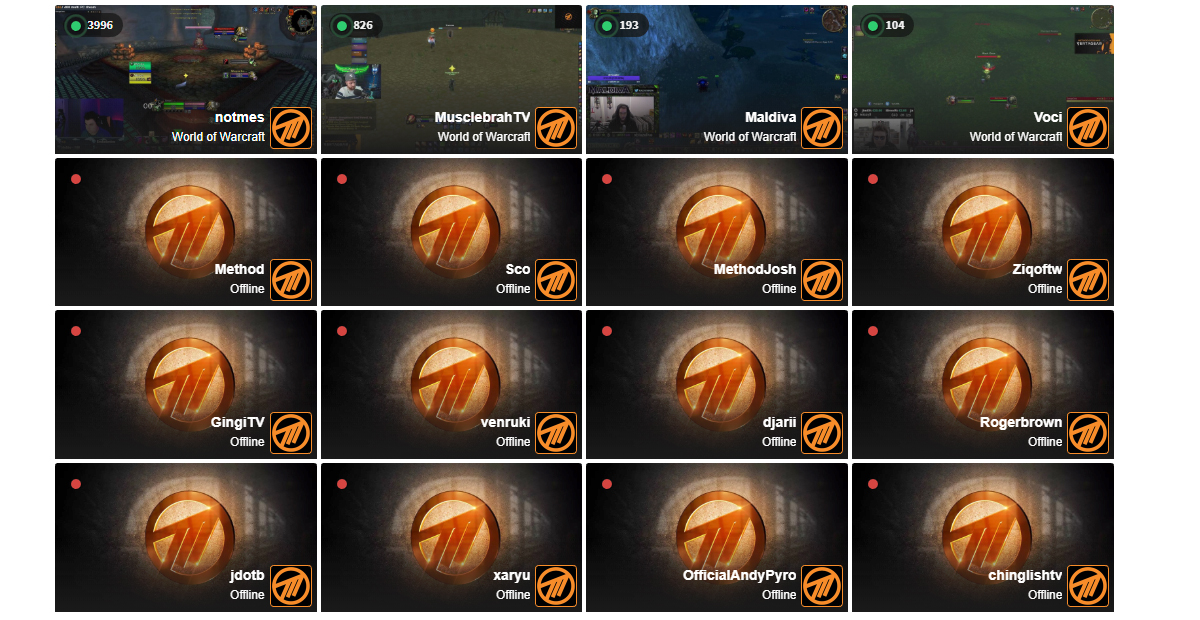 3996
notmes
World of Warcraft
826
MusclebrahTV
World of Warcraft
193
Maldiva
World of Warcraft
104
Voci
World of Warcraft
Method
Offline
Sco
Offline
MethodJosh
Offline
Ziqoftw
Offline
GingiTV
Offline
venruki
Offline
djarii
Offline
Rogerbrown
Offline
jdotb
Offline
xaryu
Offline
OfficialAndyPyro
Offline
chinglishtv
Offline